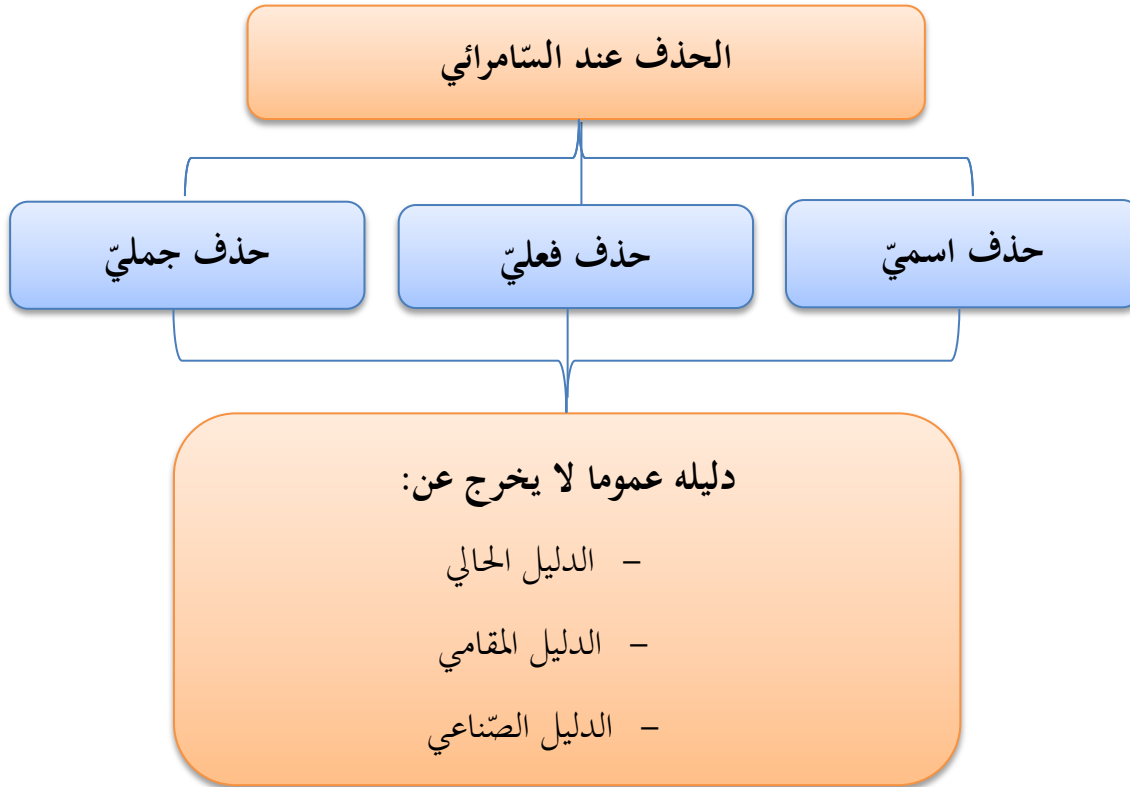 الحذف عند السّامرائي
حذف اسميّ
حذف فعليّ
حذف جمليّ
دليله عموما لا يخرج عن:
– الدليل الحالي
– الدليل المقامي
– الدليل الصّناعي